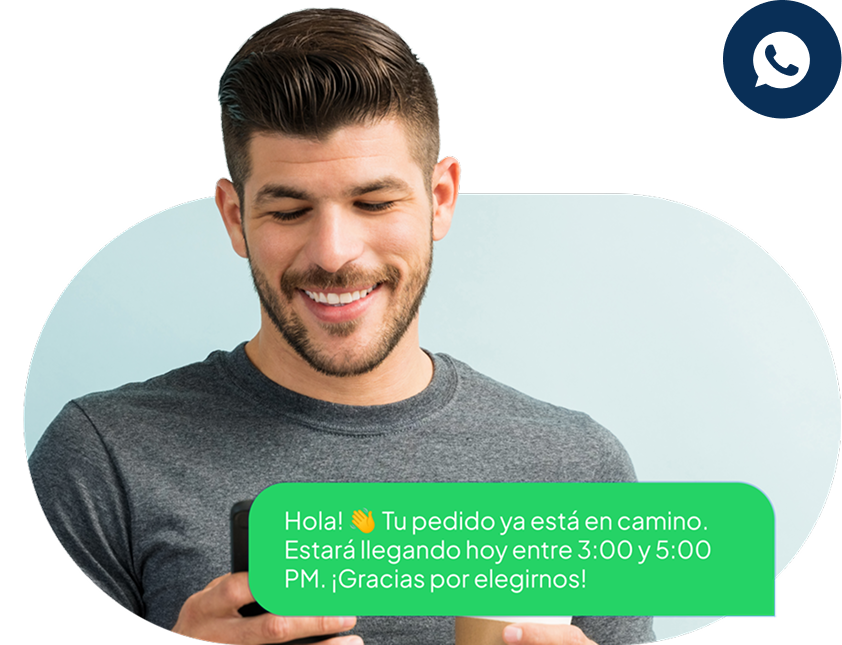 Hola! 👋 Tu pedido ya está en camino.
Estará llegando hoy entre 3:00 y 5:00
PM. ¡Gracias por elegirnos!